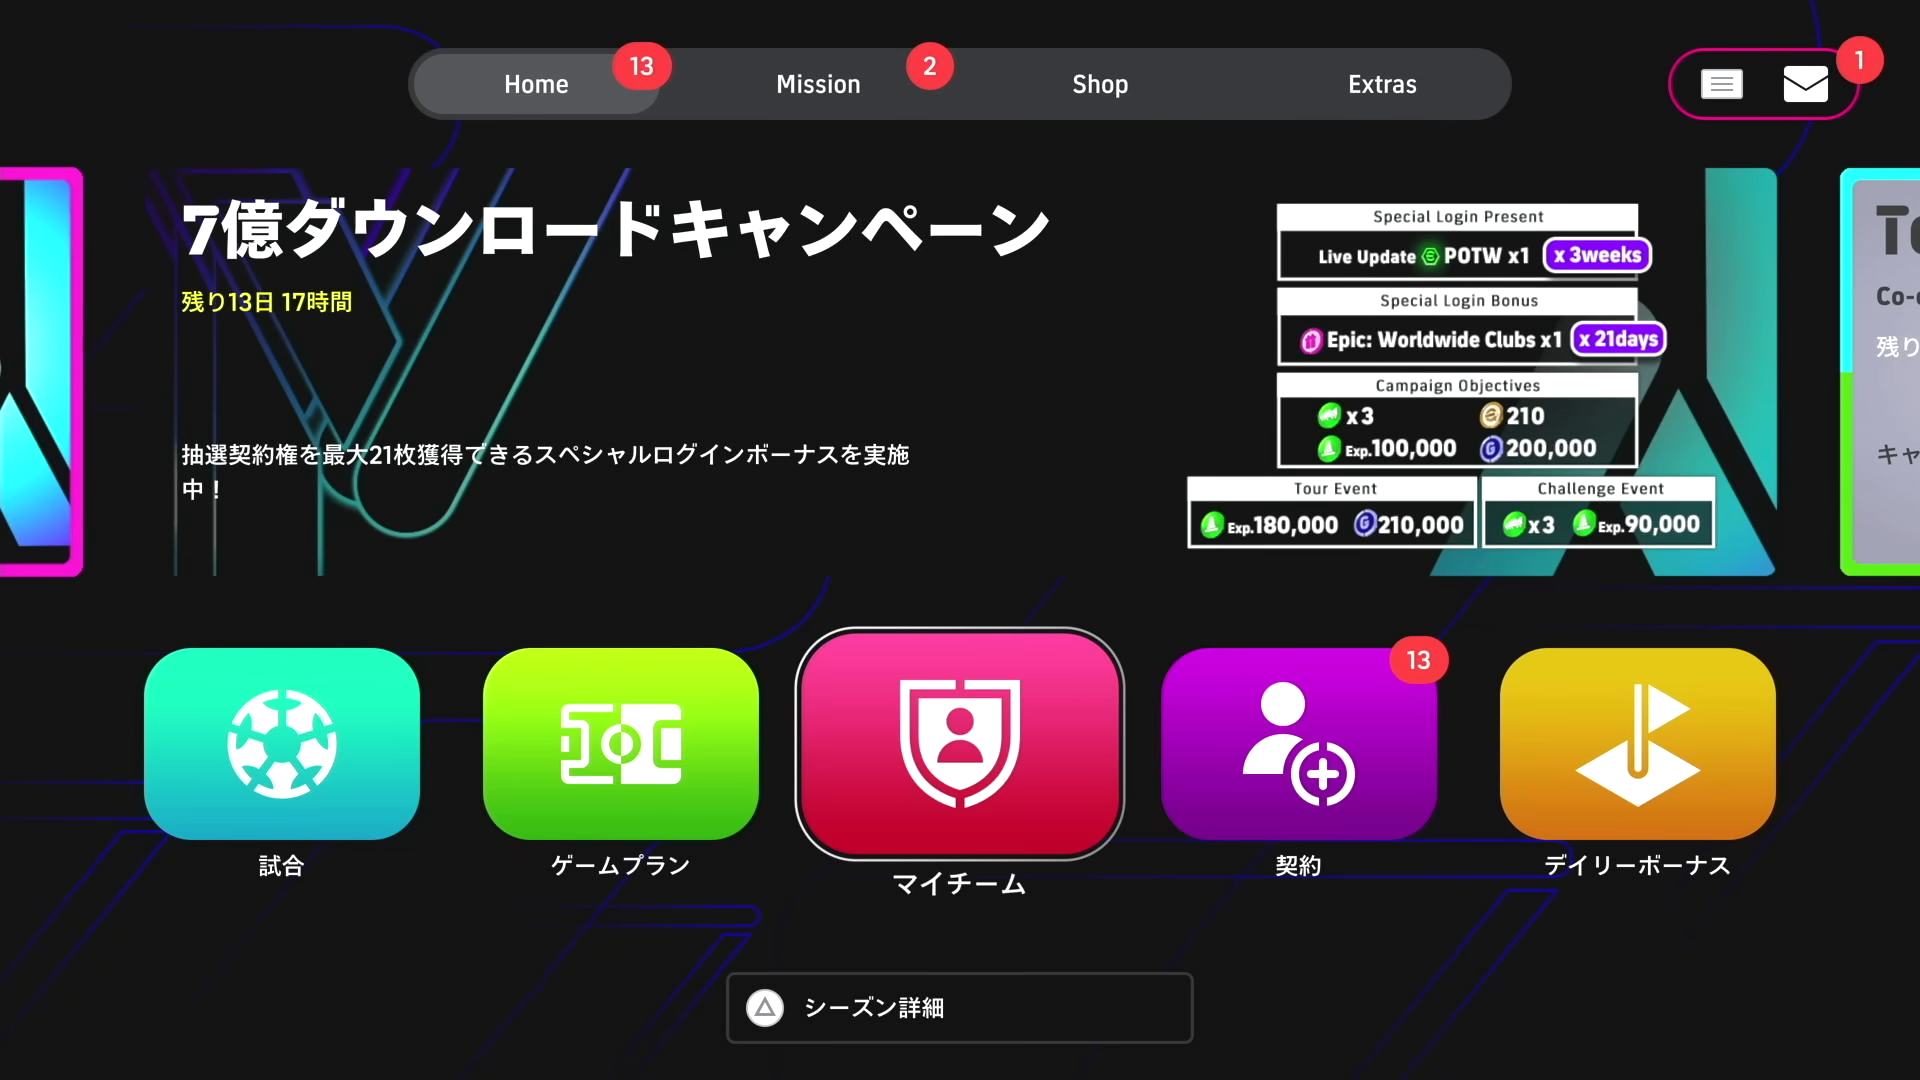 Home 13
Mission 2
Shop
Extras
1
7億ダウンロードキャンペーン
残り13日 17時間
抽選契約権を最大21枚獲得できるスペシャルログインボーナスを実施
中！
Special Login Present
Live Update POTW x1 x 3weeks
Special Login Bonus
Epic: Worldwide Clubs x1 x 21days
Campaign Objectives
x3 210
Exp.100,000 200,000
Tour Event
Exp.180,000 210,000
Challenge Event
x3 Exp.90,000
Co-
残り
キャ
試合
ゲームプラン
マイチーム
契約
13
デイリーボーナス
シーズン詳細